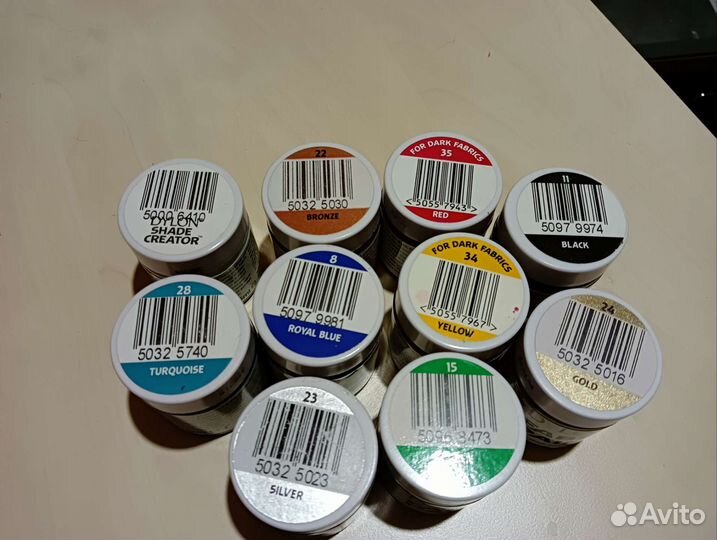 5000 6410
DYLON
SHADE
CREATOR™
22
5032 5030
BRONZE
FOR DARK FABRICS
35
<5055 7943>
RED
11
5097 9974
BLACK
28
5032 5740
TURQUOISE
8
5097 9981
ROYAL BLUE
FOR DARK FABRICS
34
<5055 7967>
YELLOW
24
5032 5016
GOLD
23
5032 5023
SILVER
15
3473
Avito